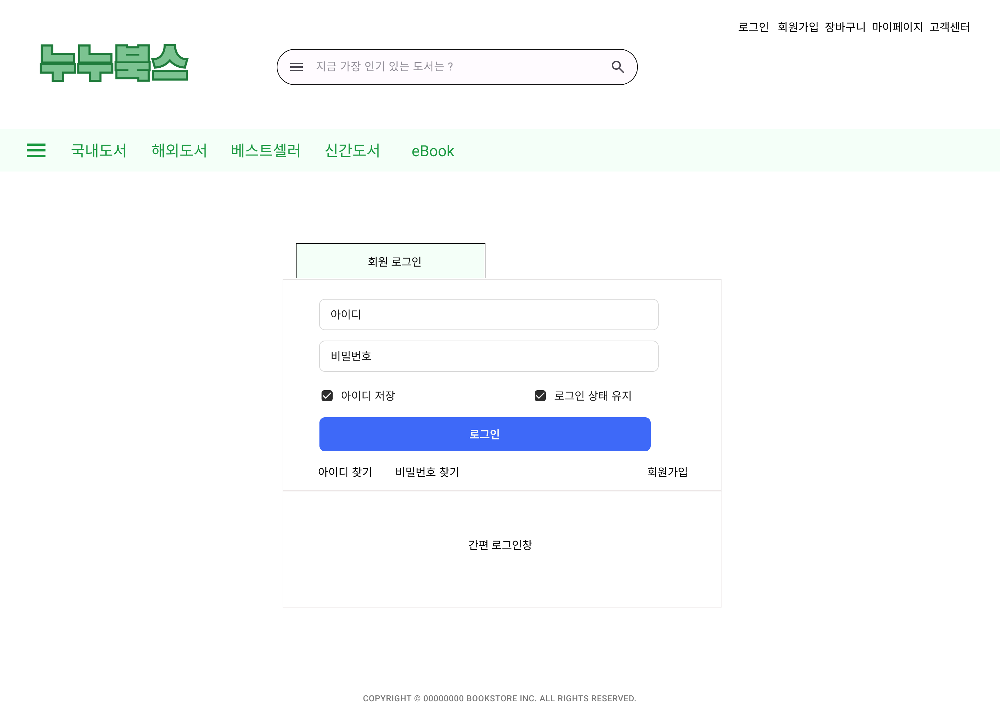 로그인 회원가입 장바구니 마이페이지 고객센터
누누북스
지금 가장 인기 있는 도서는 ?
국내도서 해외도서 베스트셀러 신간도서 eBook
회원 로그인
아이디
비밀번호
아이디 저장 로그인 상태 유지
로그인
아이디 찾기 비밀번호 찾기 회원가입
간편 로그인창
COPYRIGHT © 00000000 BOOKSTORE INC. ALL RIGHTS RESERVED.